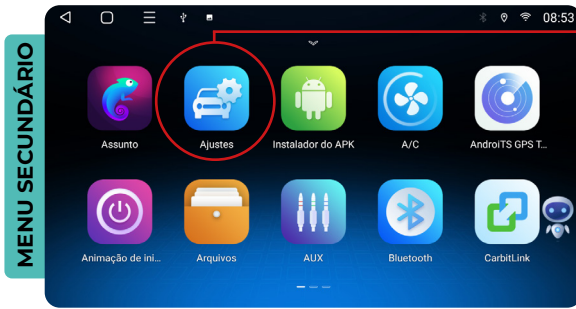 MENU SECUNDÁRIO
08:53
Assunto
Ajustes
Instalador do APK
A/C
AndroiTS GPS T...
Animação de ini...
Arquivos
AUX
Bluetooth
CarbitLink